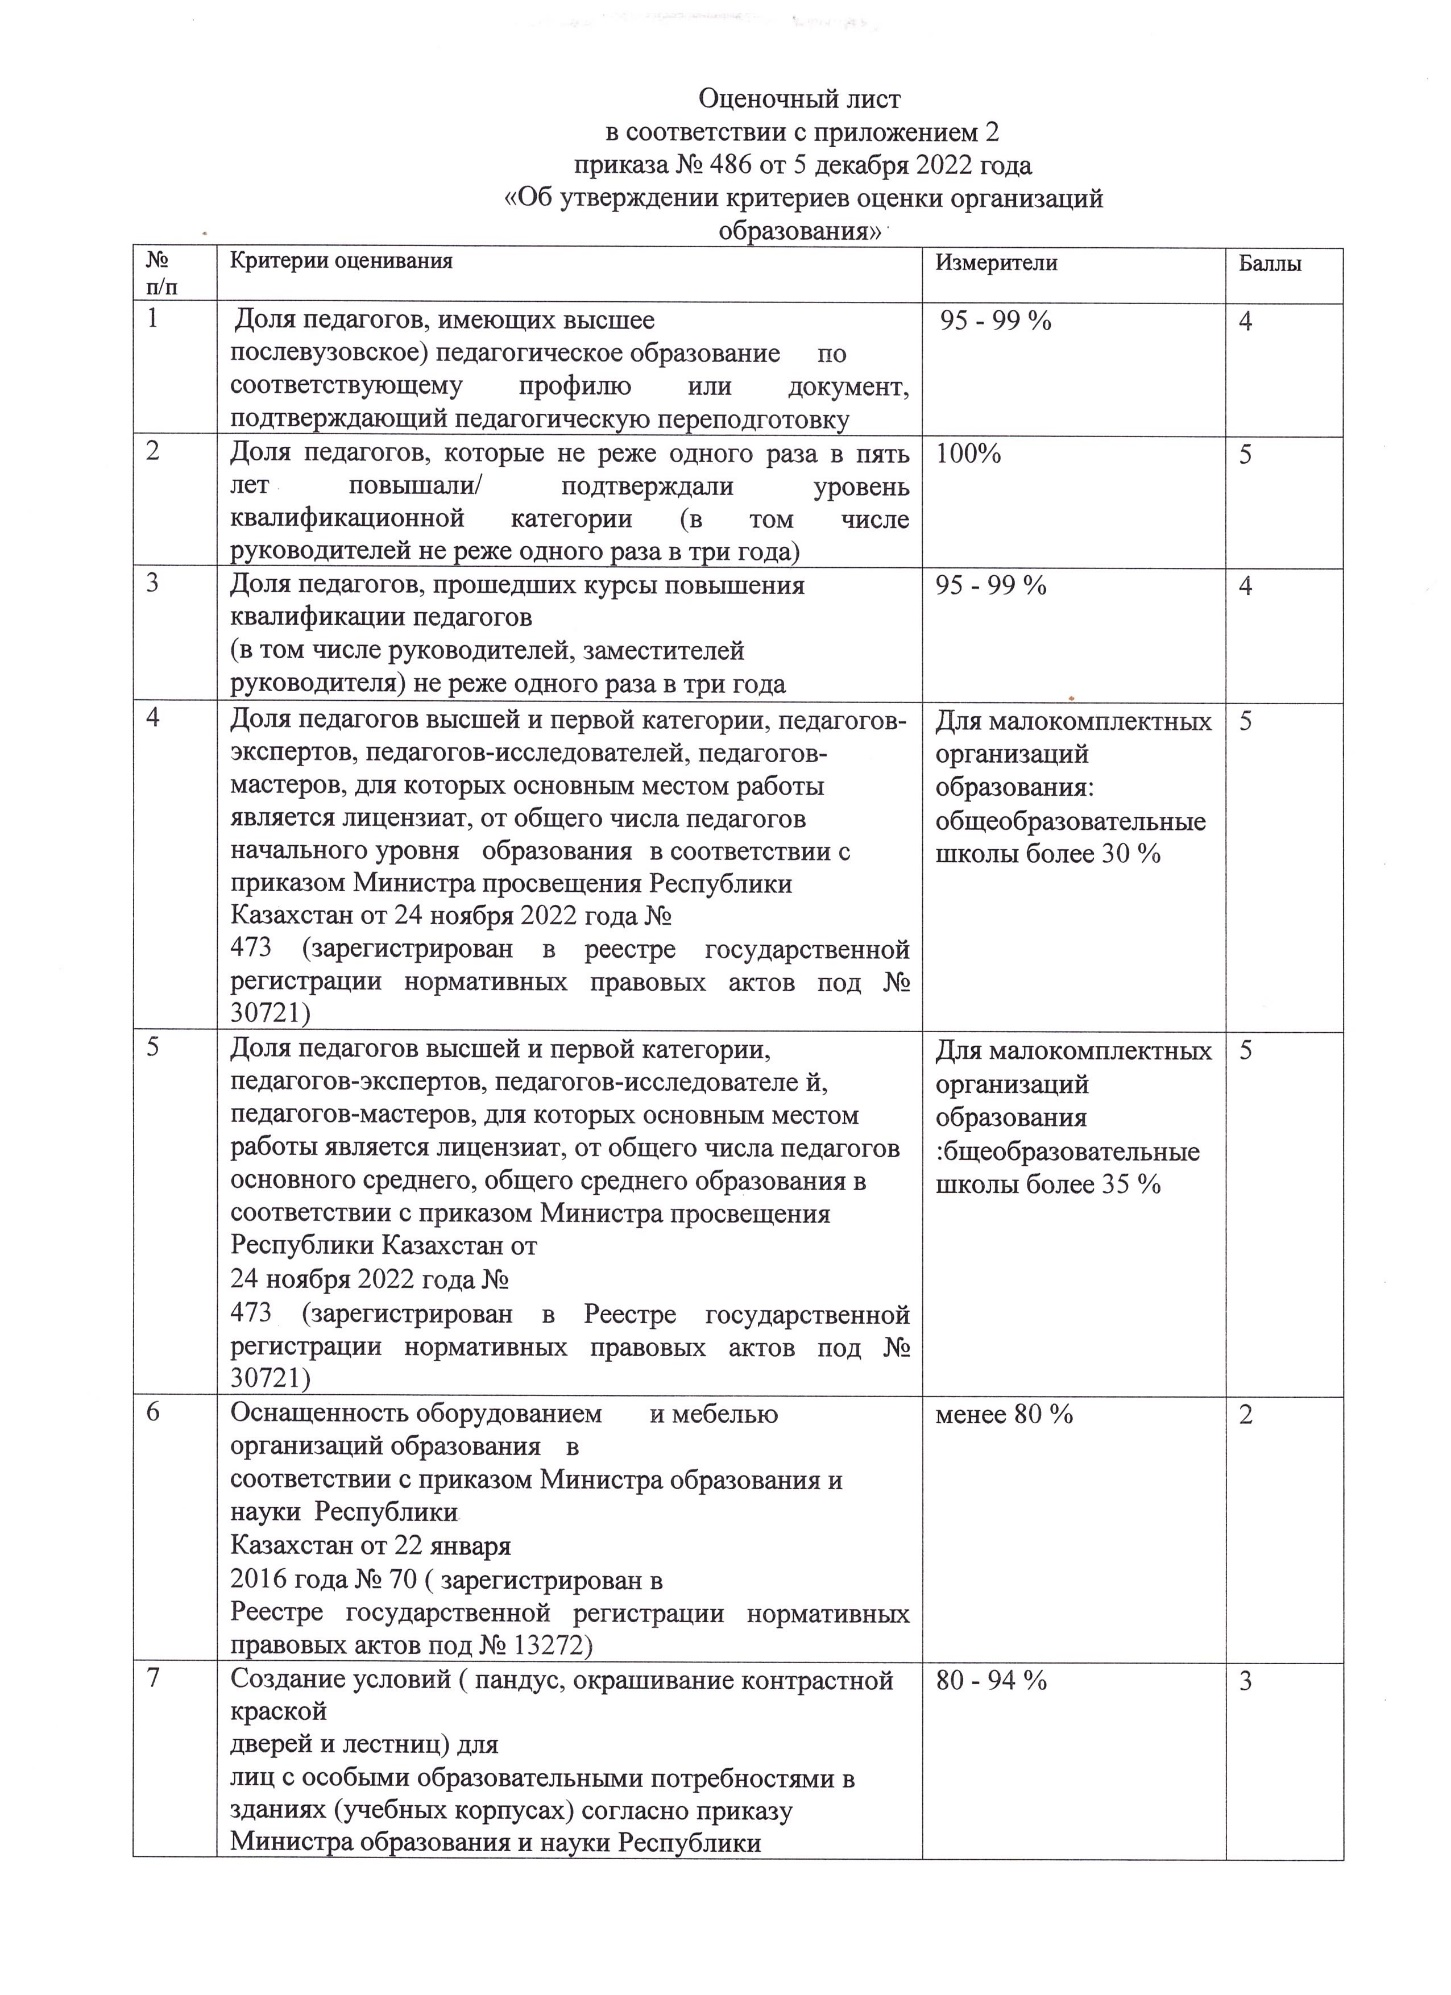 Оценочный лист
в соответствии с приложением 2
приказа № 486 от 5 декабря 2022 года
«Об утверждении критериев оценки организаций
образования»
№
п/п
Критерии оценивания
Измерители
Баллы
1
Доля педагогов, имеющих высшее
послевузовское) педагогическое образование по
соответствующему профилю или документ,
подтверждающий педагогическую переподготовку
95 - 99 %
4
2
Доля педагогов, которые не реже одного раза в пять
лет повышали/ подтверждали уровень
квалификационной категории (в том числе
руководителей не реже одного раза в три года)
100%
5
3
Доля педагогов, прошедших курсы повышения
квалификации педагогов
(в том числе руководителей, заместителей
руководителя) не реже одного раза в три года
95 - 99 %
4
4
Доля педагогов высшей и первой категории, педагогов-
экспертов, педагогов-исследователей, педагогов-
мастеров, для которых основным местом работы
является лицензиат, от общего числа педагогов
начального уровня образования в соответствии с
приказом Министра просвещения Республики
Казахстан от 24 ноября 2022 года №
473 (зарегистрирован в реестре государственной
регистрации нормативных правовых актов под №
30721)
Для малокомплектных
организаций
образования:
общеобразовательные
школы более 30 %
5
5
Доля педагогов высшей и первой категории,
педагогов-экспертов, педагогов-исследователе й,
педагогов-мастеров, для которых основным местом
работы является лицензиат, от общего числа педагогов
основного среднего, общего среднего образования в
соответствии с приказом Министра просвещения
Республики Казахстан от
24 ноября 2022 года №
473 (зарегистрирован в Реестре государственной
регистрации нормативных правовых актов под №
30721)
Для малокомплектных
организаций
образования
:бщеобразовательные
школы более 35 %
5
6
Оснащенность оборудованием и мебелью
организаций образования в
соответствии с приказом Министра образования и
науки Республики
Казахстан от 22 января
2016 года № 70 ( зарегистрирован в
Реестре государственной регистрации нормативных
правовых актов под № 13272)
менее 80 %
2
7
Создание условий ( пандус, окрашивание контрастной
краской
дверей и лестниц) для
лиц с особыми образовательными потребностями в
зданиях (учебных корпусах) согласно приказу
Министра образования и науки Республики
80 - 94 %
3